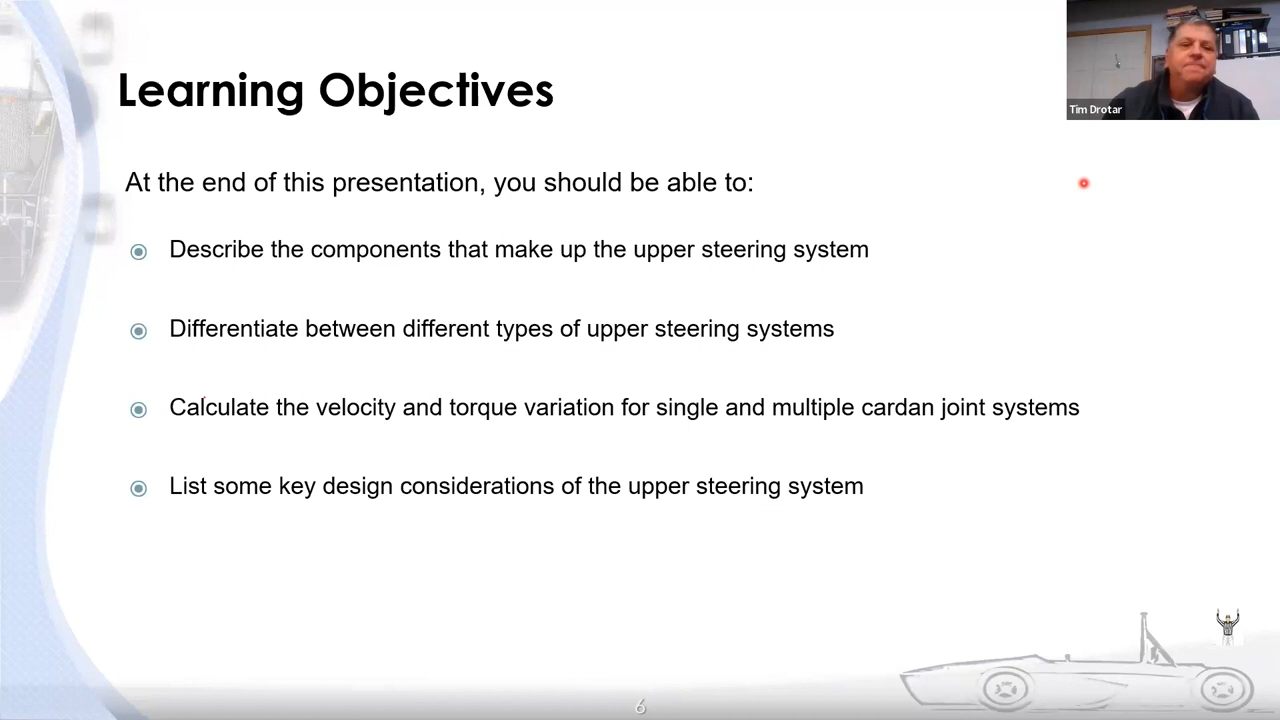 Learning Objectives
Tim Drotar
At the end of this presentation, you should be able to:
Describe the components that make up the upper steering system
Differentiate between different types of upper steering systems
Calculate the velocity and torque variation for single and multiple cardan joint systems
List some key design considerations of the upper steering system
6